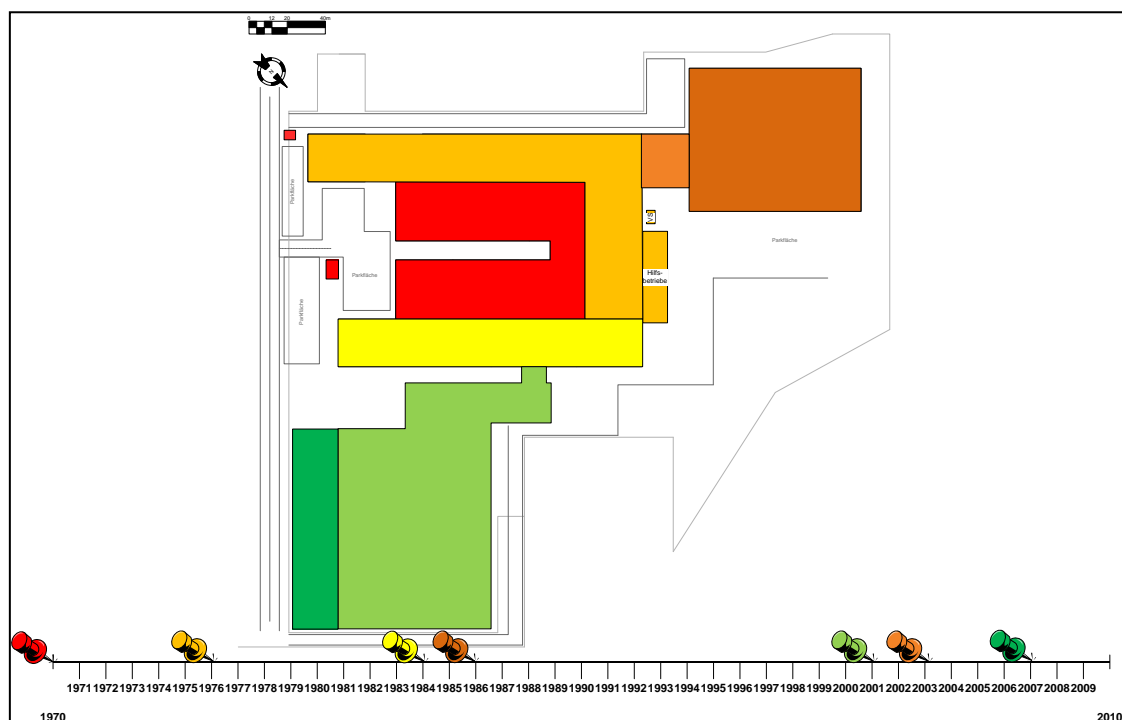 0 12 20 40m
N
Parkfläche
VS
Parkfläche
Hilfs-
betriebe
Parkfläche
Parkfläche
1971 1972 1973 1974 1975 1976 1977 1978 1979 1980 1981 1982 1983 1984 1985 1986 1987 1988 1989 1990 1991 1992 1993 1994 1995 1996 1997 1998 1999 2000 2001 2002 2003 2004 2005 2006 2007 2008 2009
1970 2010